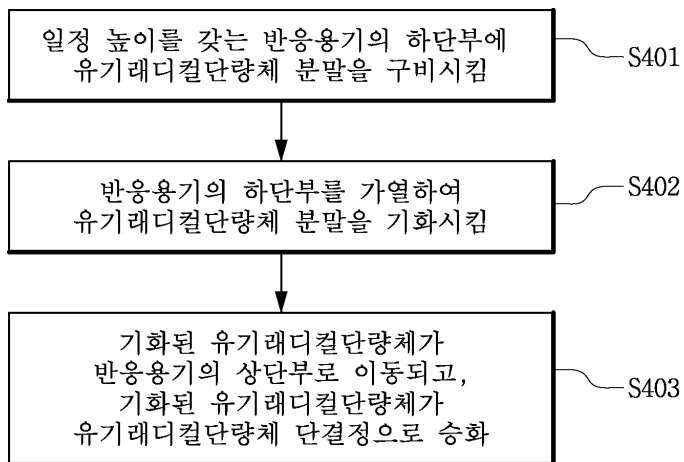 일정 높이를 갖는 반응용기의 하단부에
유기래디컬단량체 분말을 구비시킴
S401
반응용기의 하단부를 가열하여
유기래디컬단량체 분말을 기화시킴
S402
기화된 유기래디컬단량체가
반응용기의 상단부로 이동되고,
기화된 유기래디컬단량체가
유기래디컬단량체 단결정으로 승화
S403